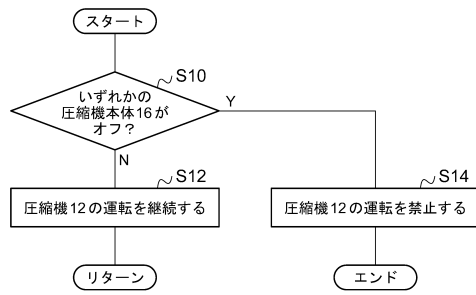 スタート
S10
いずれかの
圧縮機本体16が
オフ？
Y
N
S12
圧縮機12の運転を継続する
S14
圧縮機12の運転を禁止する
リターン
エンド